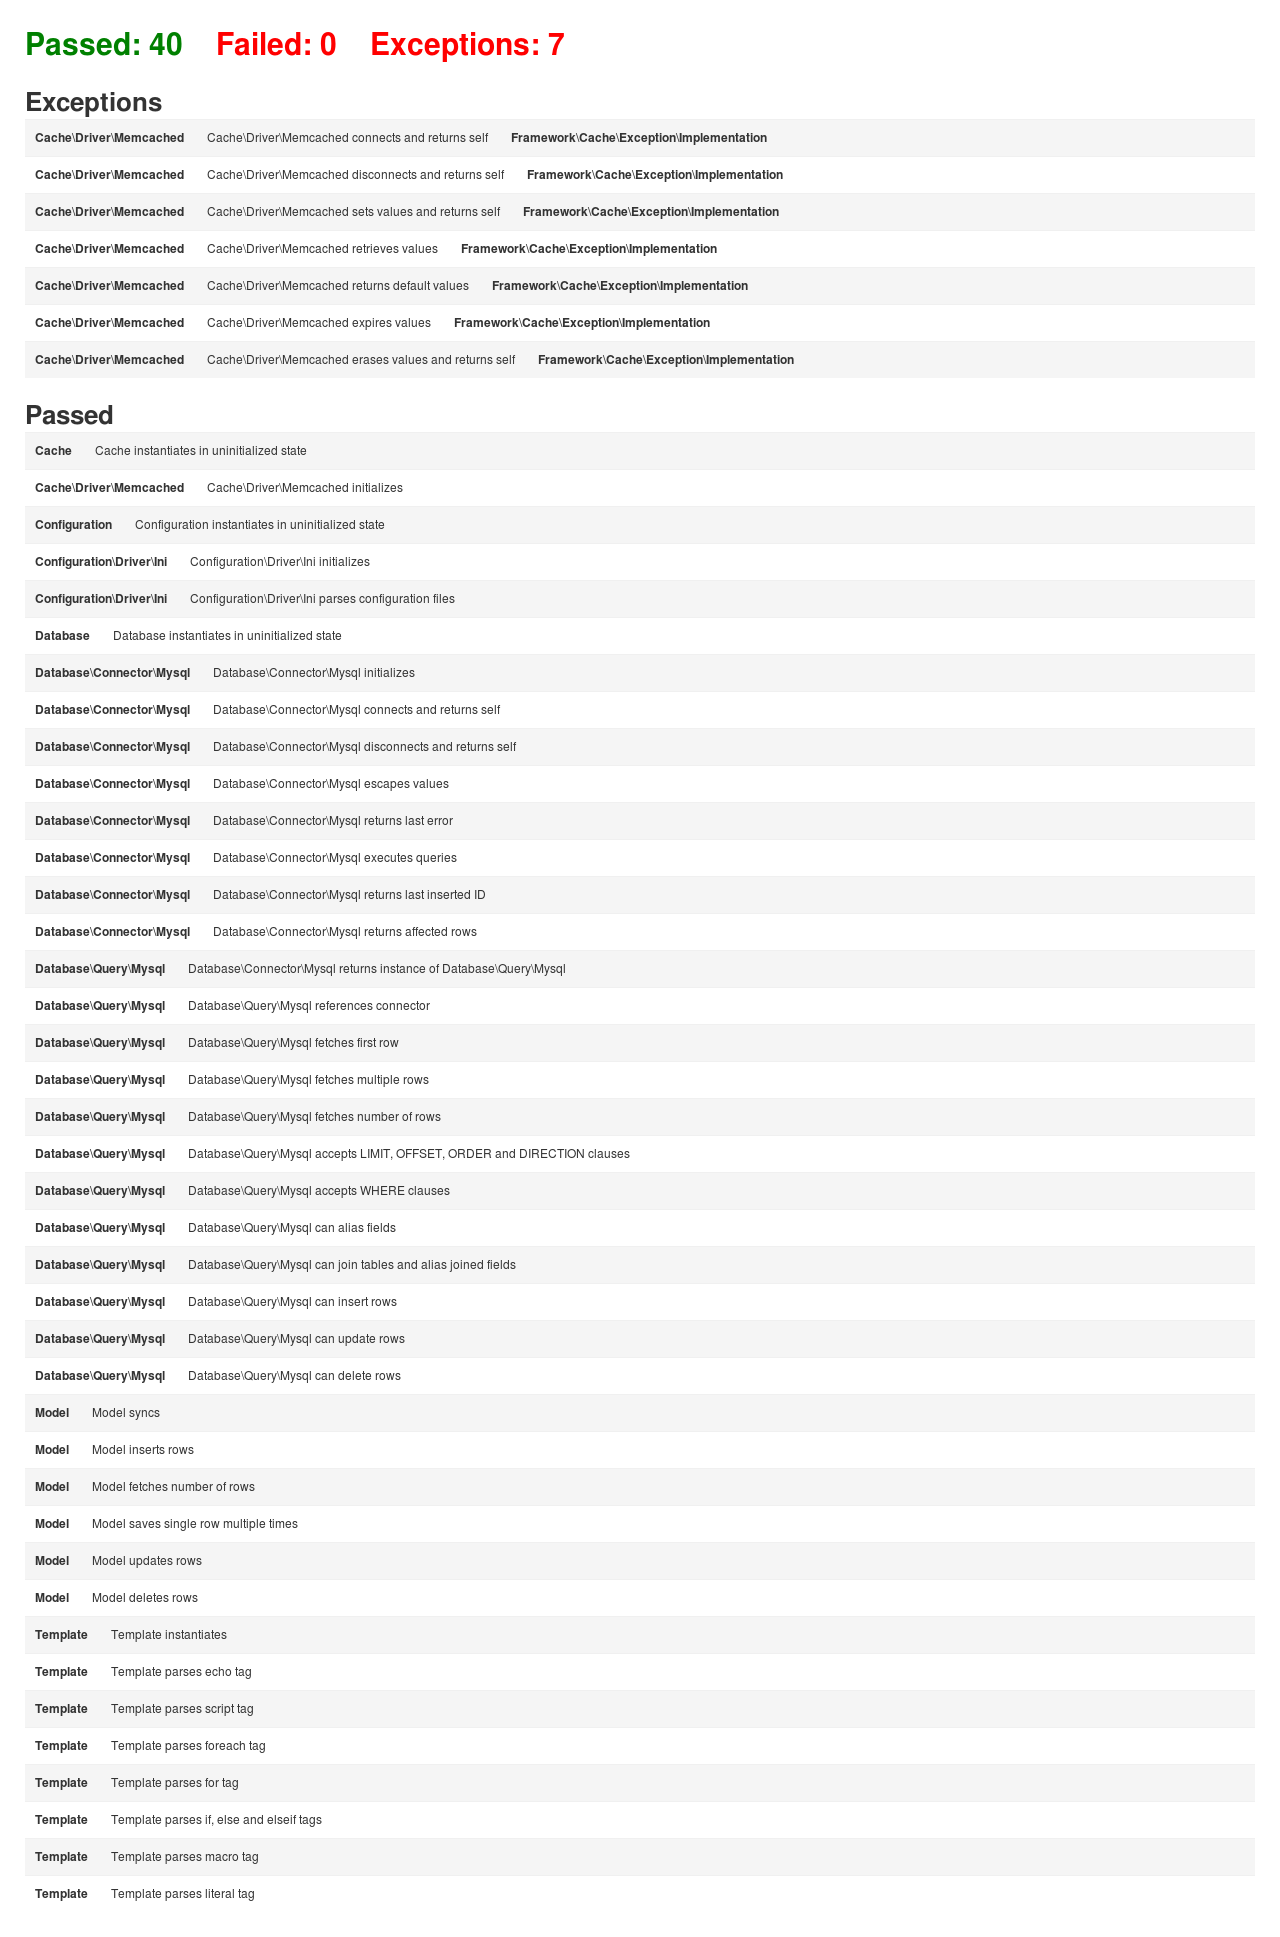 Passed: 40 Failed: 0 Exceptions: 7
Exceptions
Cache\Driver\Memcached Cache\Driver\Memcached connects and returns self Framework\Cache\Exception\Implementation
Cache\Driver\Memcached Cache\Driver\Memcached disconnects and returns self Framework\Cache\Exception\Implementation
Cache\Driver\Memcached Cache\Driver\Memcached sets values and returns self Framework\Cache\Exception\Implementation
Cache\Driver\Memcached Cache\Driver\Memcached retrieves values Framework\Cache\Exception\Implementation
Cache\Driver\Memcached Cache\Driver\Memcached returns default values Framework\Cache\Exception\Implementation
Cache\Driver\Memcached Cache\Driver\Memcached expires values Framework\Cache\Exception\Implementation
Cache\Driver\Memcached Cache\Driver\Memcached erases values and returns self Framework\Cache\Exception\Implementation
Passed
Cache Cache instantiates in uninitialized state
Cache\Driver\Memcached Cache\Driver\Memcached initializes
Configuration Configuration instantiates in uninitialized state
Configuration\Driver\Ini Configuration\Driver\Ini initializes
Configuration\Driver\Ini Configuration\Driver\Ini parses configuration files
Database Database instantiates in uninitialized state
Database\Connector\Mysql Database\Connector\Mysql initializes
Database\Connector\Mysql Database\Connector\Mysql connects and returns self
Database\Connector\Mysql Database\Connector\Mysql disconnects and returns self
Database\Connector\Mysql Database\Connector\Mysql escapes values
Database\Connector\Mysql Database\Connector\Mysql returns last error
Database\Connector\Mysql Database\Connector\Mysql executes queries
Database\Connector\Mysql Database\Connector\Mysql returns last inserted ID
Database\Connector\Mysql Database\Connector\Mysql returns affected rows
Database\Query\Mysql Database\Connector\Mysql returns instance of Database\Query\Mysql
Database\Query\Mysql Database\Query\Mysql references connector
Database\Query\Mysql Database\Query\Mysql fetches first row
Database\Query\Mysql Database\Query\Mysql fetches multiple rows
Database\Query\Mysql Database\Query\Mysql fetches number of rows
Database\Query\Mysql Database\Query\Mysql accepts LIMIT, OFFSET, ORDER and DIRECTION clauses
Database\Query\Mysql Database\Query\Mysql accepts WHERE clauses
Database\Query\Mysql Database\Query\Mysql can alias fields
Database\Query\Mysql Database\Query\Mysql can join tables and alias joined fields
Database\Query\Mysql Database\Query\Mysql can insert rows
Database\Query\Mysql Database\Query\Mysql can update rows
Database\Query\Mysql Database\Query\Mysql can delete rows
Model Model syncs
Model Model inserts rows
Model Model fetches number of rows
Model Model saves single row multiple times
Model Model updates rows
Model Model deletes rows
Template Template instantiates
Template Template parses echo tag
Template Template parses script tag
Template Template parses foreach tag
Template Template parses for tag
Template Template parses if, else and elseif tags
Template Template parses macro tag
Template Template parses literal tag